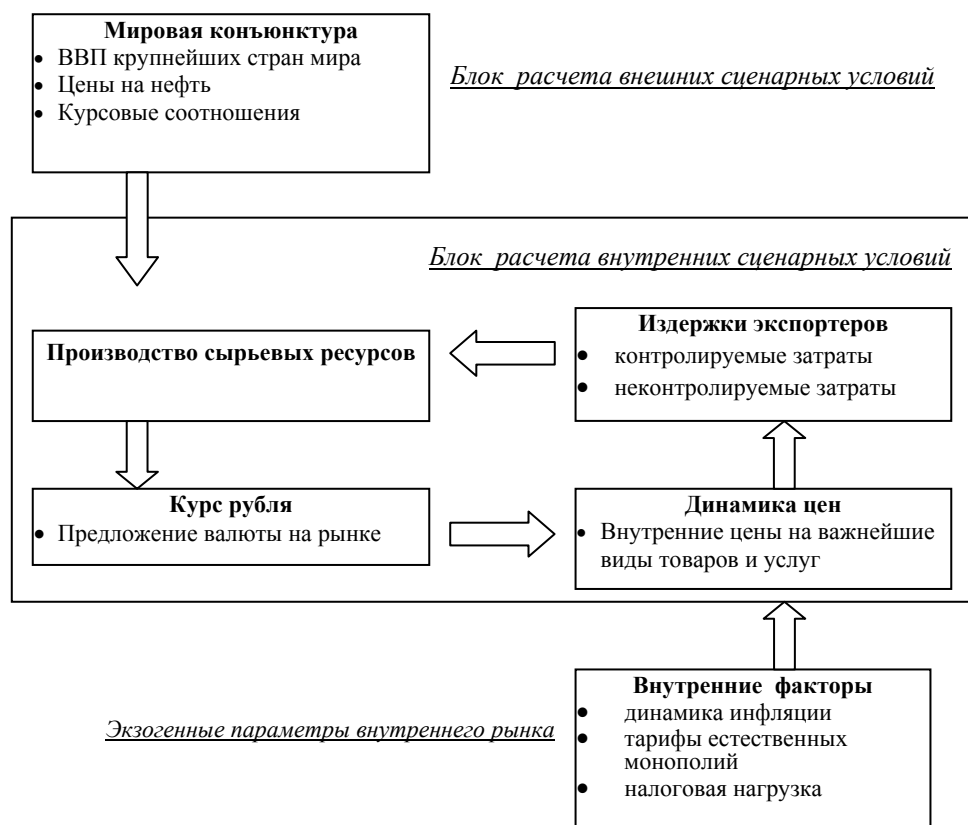 Мировая конъюнктура
• ВВП крупнейших стран мира
• Цены на нефть
• Курсовые соотношения
Блок расчета внешних сценарных условий
Блок расчета внутренних сценарных условий
Производство сырьевых ресурсов
Издержки экспортеров
• контролируемые затраты
• неконтролируемые затраты
Курс рубля
• Предложение валюты на рынке
Динамика цен
• Внутренние цены на важнейшие
виды товаров и услуг
Экзогенные параметры внутреннего рынка
Внутренние факторы
• динамика инфляции
• тарифы естественных
монополий
• налоговая нагрузка